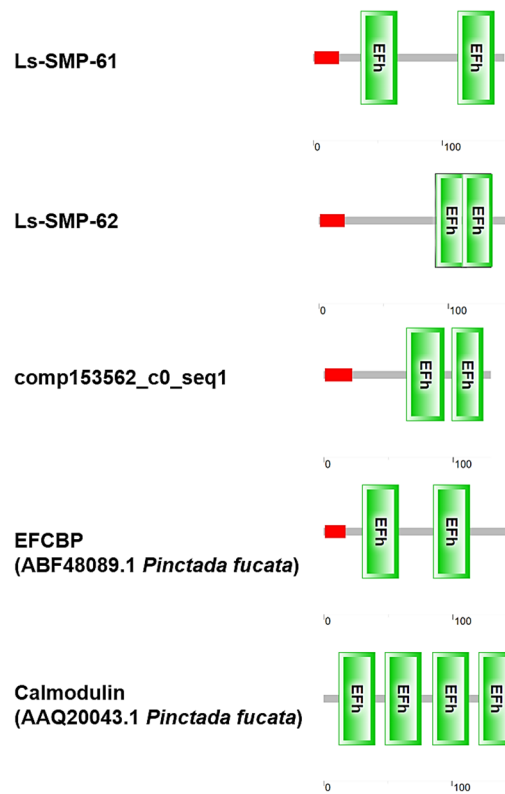 Ls-SMP-61
EFh EFh
0 100
Ls-SMP-62
EFh EFh
0 100
comp153562_c0_seq1
EFh EFh
0 100
EFCBP
(ABF48089.1 Pinctada fucata)
EFh EFh
0 100
Calmodulin
(AAQ20043.1 Pinctada fucata)
EFh EFh EFh EFh
0 100